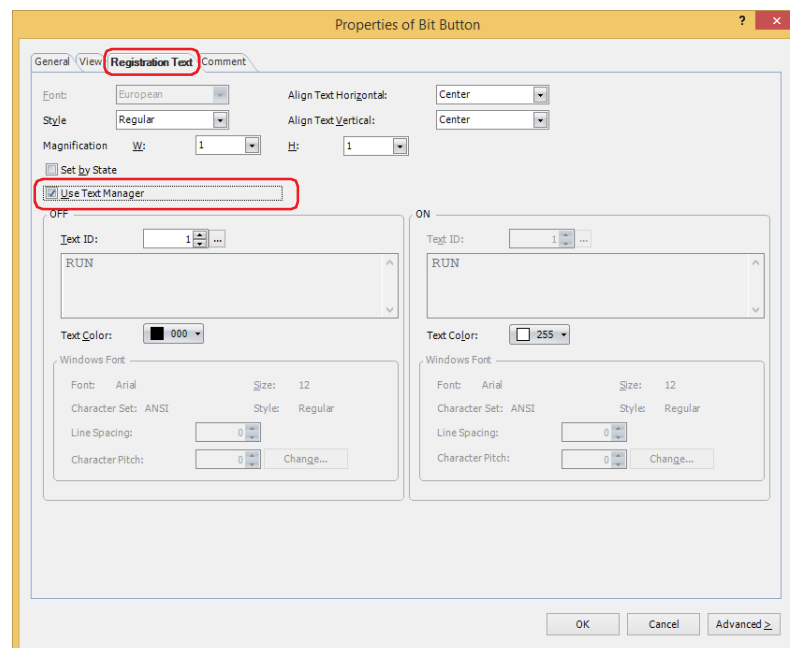 Properties of Bit Button ? ×
General View Registration Text Comment
Font: European Align Text Horizontal: Center
Style Regular Align Text Vertical: Center
Magnification W: 1 H: 1
Set by State
Use Text Manager
OFF ON
Text ID: 1 ... Text ID: 1 ...
RUN RUN
Text Color: 000 Text Color: 255
Windows Font Windows Font
Font: Arial Size: 12 Font: Arial Size: 12
Character Set: ANSI Style: Regular Character Set: ANSI Style: Regular
Line Spacing: 0 Line Spacing: 0
Character Pitch: 0 Change... Character Pitch: 0 Change...
OK Cancel Advanced >